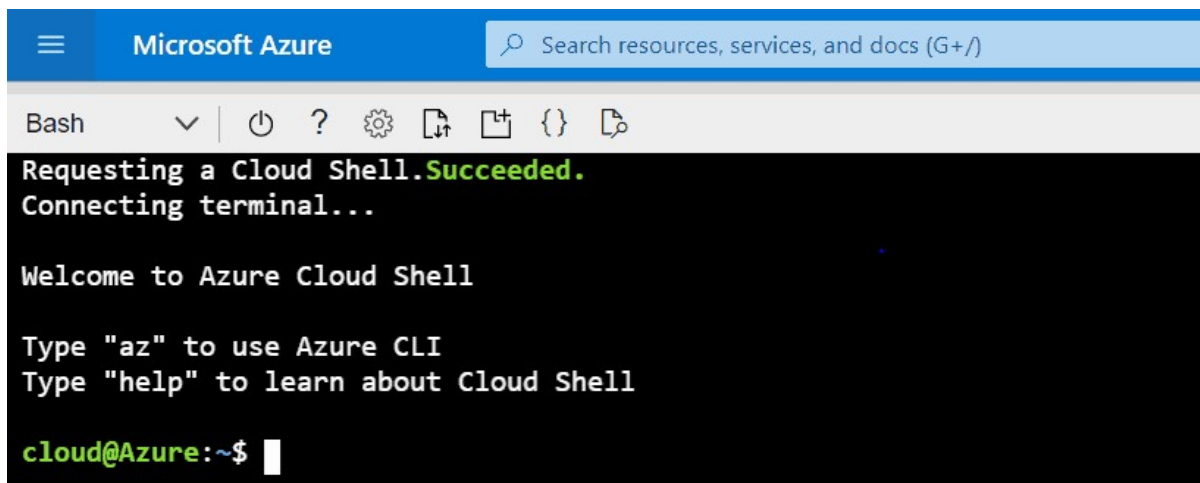 Microsoft Azure
Search resources, services, and docs (G+/)
Bash
Requesting a Cloud Shell.Succeeded.
Connecting terminal...
Welcome to Azure Cloud Shell
Type "az" to use Azure CLI
Type "help" to learn about Cloud Shell
cloud@Azure:~$